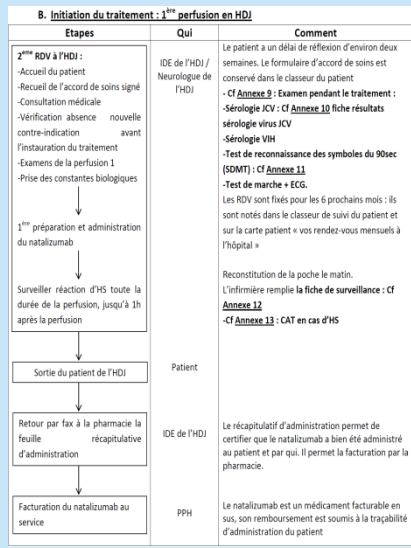 B. Initiation du traitement : 1ère perfusion en HDJ
Etapes
Qui
Comment
2ème RDV à l'HDJ :
-Accueil du patient
-Recueil de l'accord de soins signé
-Consultation médicale
-Vérification absence nouvelle
contre-indication avant
l'instauration du traitement
-Examens de la perfusion 1
-Prise des constantes biologiques
1ère préparation et administration
du natalizumab
Surveiller réaction d'HS toute la
durée de la perfusion, jusqu'à 1h
après la perfusion
IDE de l'HDJ /
Neurologue de
l'HDJ
Le patient a un délai de réflexion d'environ deux
semaines. Le formulaire d'accord de soins est
conservé dans le classeur du patient
- Cf Annexe 9 : Examen pendant le traitement :
-Sérologie JCV : Cf Annexe 10 fiche résultats
sérologie virus JCV
-Sérologie VIH
-Test de reconnaissance des symboles du 90sec
(SDMT) : Cf Annexe 11
-Test de marche + ECG.
Les RDV sont fixés pour les 6 prochains mois : ils
sont notés dans le classeur de suivi du patient et
sur la carte patient « vos rendez-vous mensuels à
l'hôpital »
Reconstitution de la poche le matin.
L'infirmière remplie la fiche de surveillance : Cf
Annexe 12
-Cf Annexe 13 : CAT en cas d'HS
Sortie du patient de l'HDJ
Patient
Retour par fax à la pharmacie la
feuille récapitulative
d'administration
IDE de l'HDJ
Le récapitulatif d'administration permet de
certifier que le natalizumab a bien été administré
au patient et par qui. Il permet la facturation par la
pharmacie.
Facturation du natalizumab au
service
PPH
Le natalizumab est un médicament facturable en
sus, son remboursement est soumis à la traçabilité
d'administration du patient